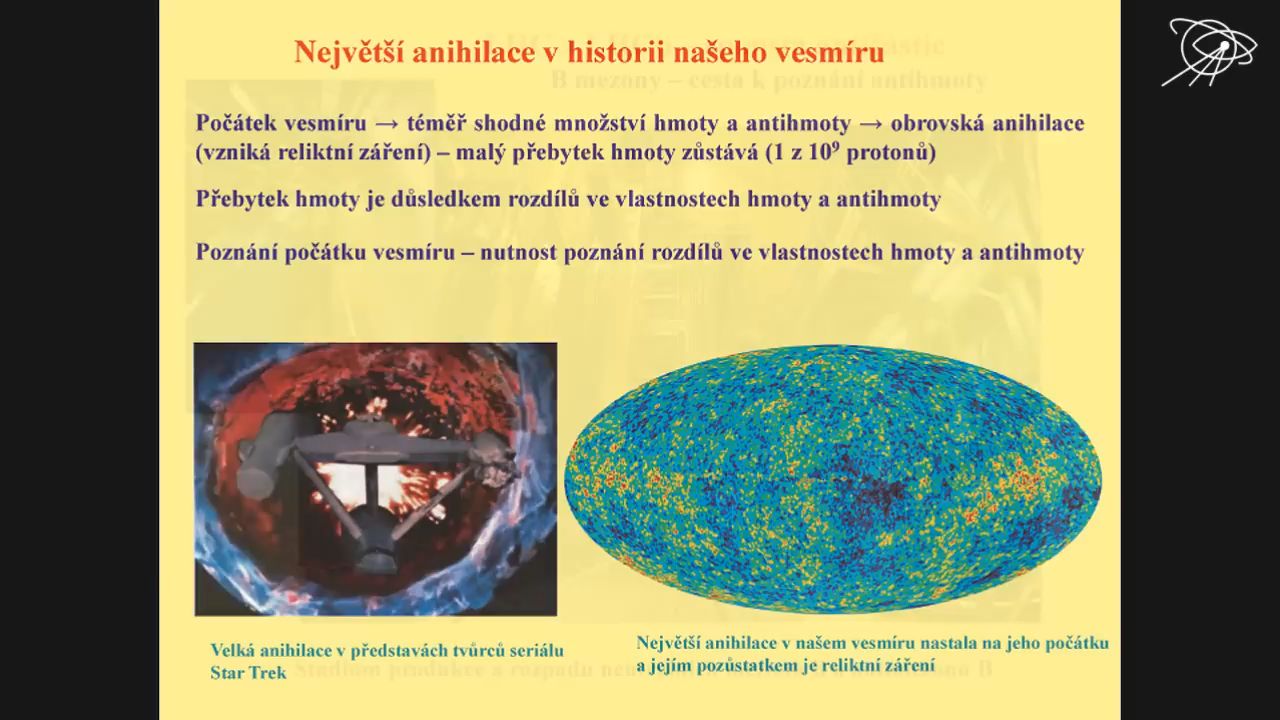 Největší anihilace v historii našeho vesmíru
B mezony – cesta k poznání antihmoty
Počátek vesmíru → téměř shodné množství hmoty a antihmoty → obrovská anihilace
(vzniká reliktní záření) – malý přebytek hmoty zůstává (1 z 10⁹ protonů)
Přebytek hmoty je důsledkem rozdílů ve vlastnostech hmoty a antihmoty
Poznání počátku vesmíru – nutnost poznání rozdílů ve vlastnostech hmoty a antihmoty
Velká anihilace v představách tvůrců seriálu
Star Trek
Největší anihilace v našem vesmíru nastala na jeho počátku
a jejím pozůstatkem je reliktní záření
Studium produkce a rozpadu